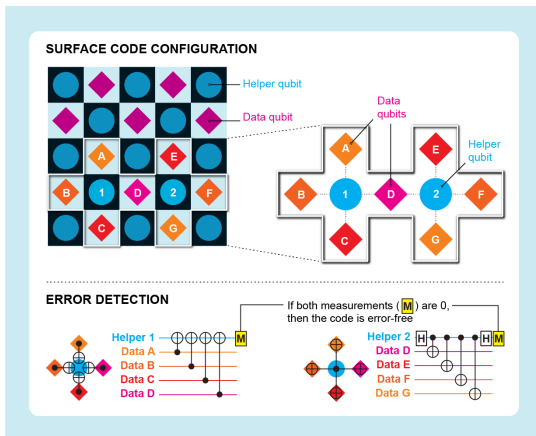 SURFACE CODE CONFIGURATION
Helper qubit
Data qubit
Data
qubits
Helper
qubit
A
E
B
1
D
2
F
C
G
A
E
B
1
D
2
F
C
G
ERROR DETECTION
If both measurements ( M ) are 0,
then the code is error-free
Helper 1
M
Data A
Data B
Data C
Data D
Helper 2
H
H
M
Data D
Data E
Data F
Data G